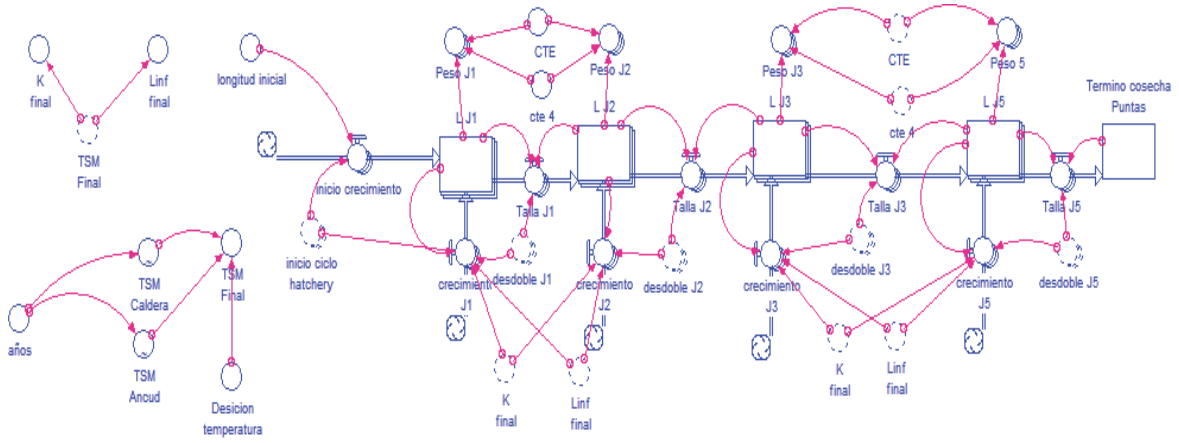 K
final
Linf
final
TSM
Final
longitud inicial
inicio crecimiento
inicio ciclo
hatchery
años
TSM
Caldera
TSM
Ancud
TSM
Final
Desicion
temperatura
Peso J1
CTE
Peso J2
cte 4
L J1
L J2
Talla J1
Talla J2
crecimiento
J1
desdoble J1
crecimiento
J2
desdoble J2
K
final
Linf
final
Peso J3
CTE
Peso 5
cte 4
L J3
L J5
Termino cosecha
Puntas
Talla J3
Talla J5
crecimiento
J3
desdoble
J3
crecimiento
J5
desdoble J5
K
final
Linf
final